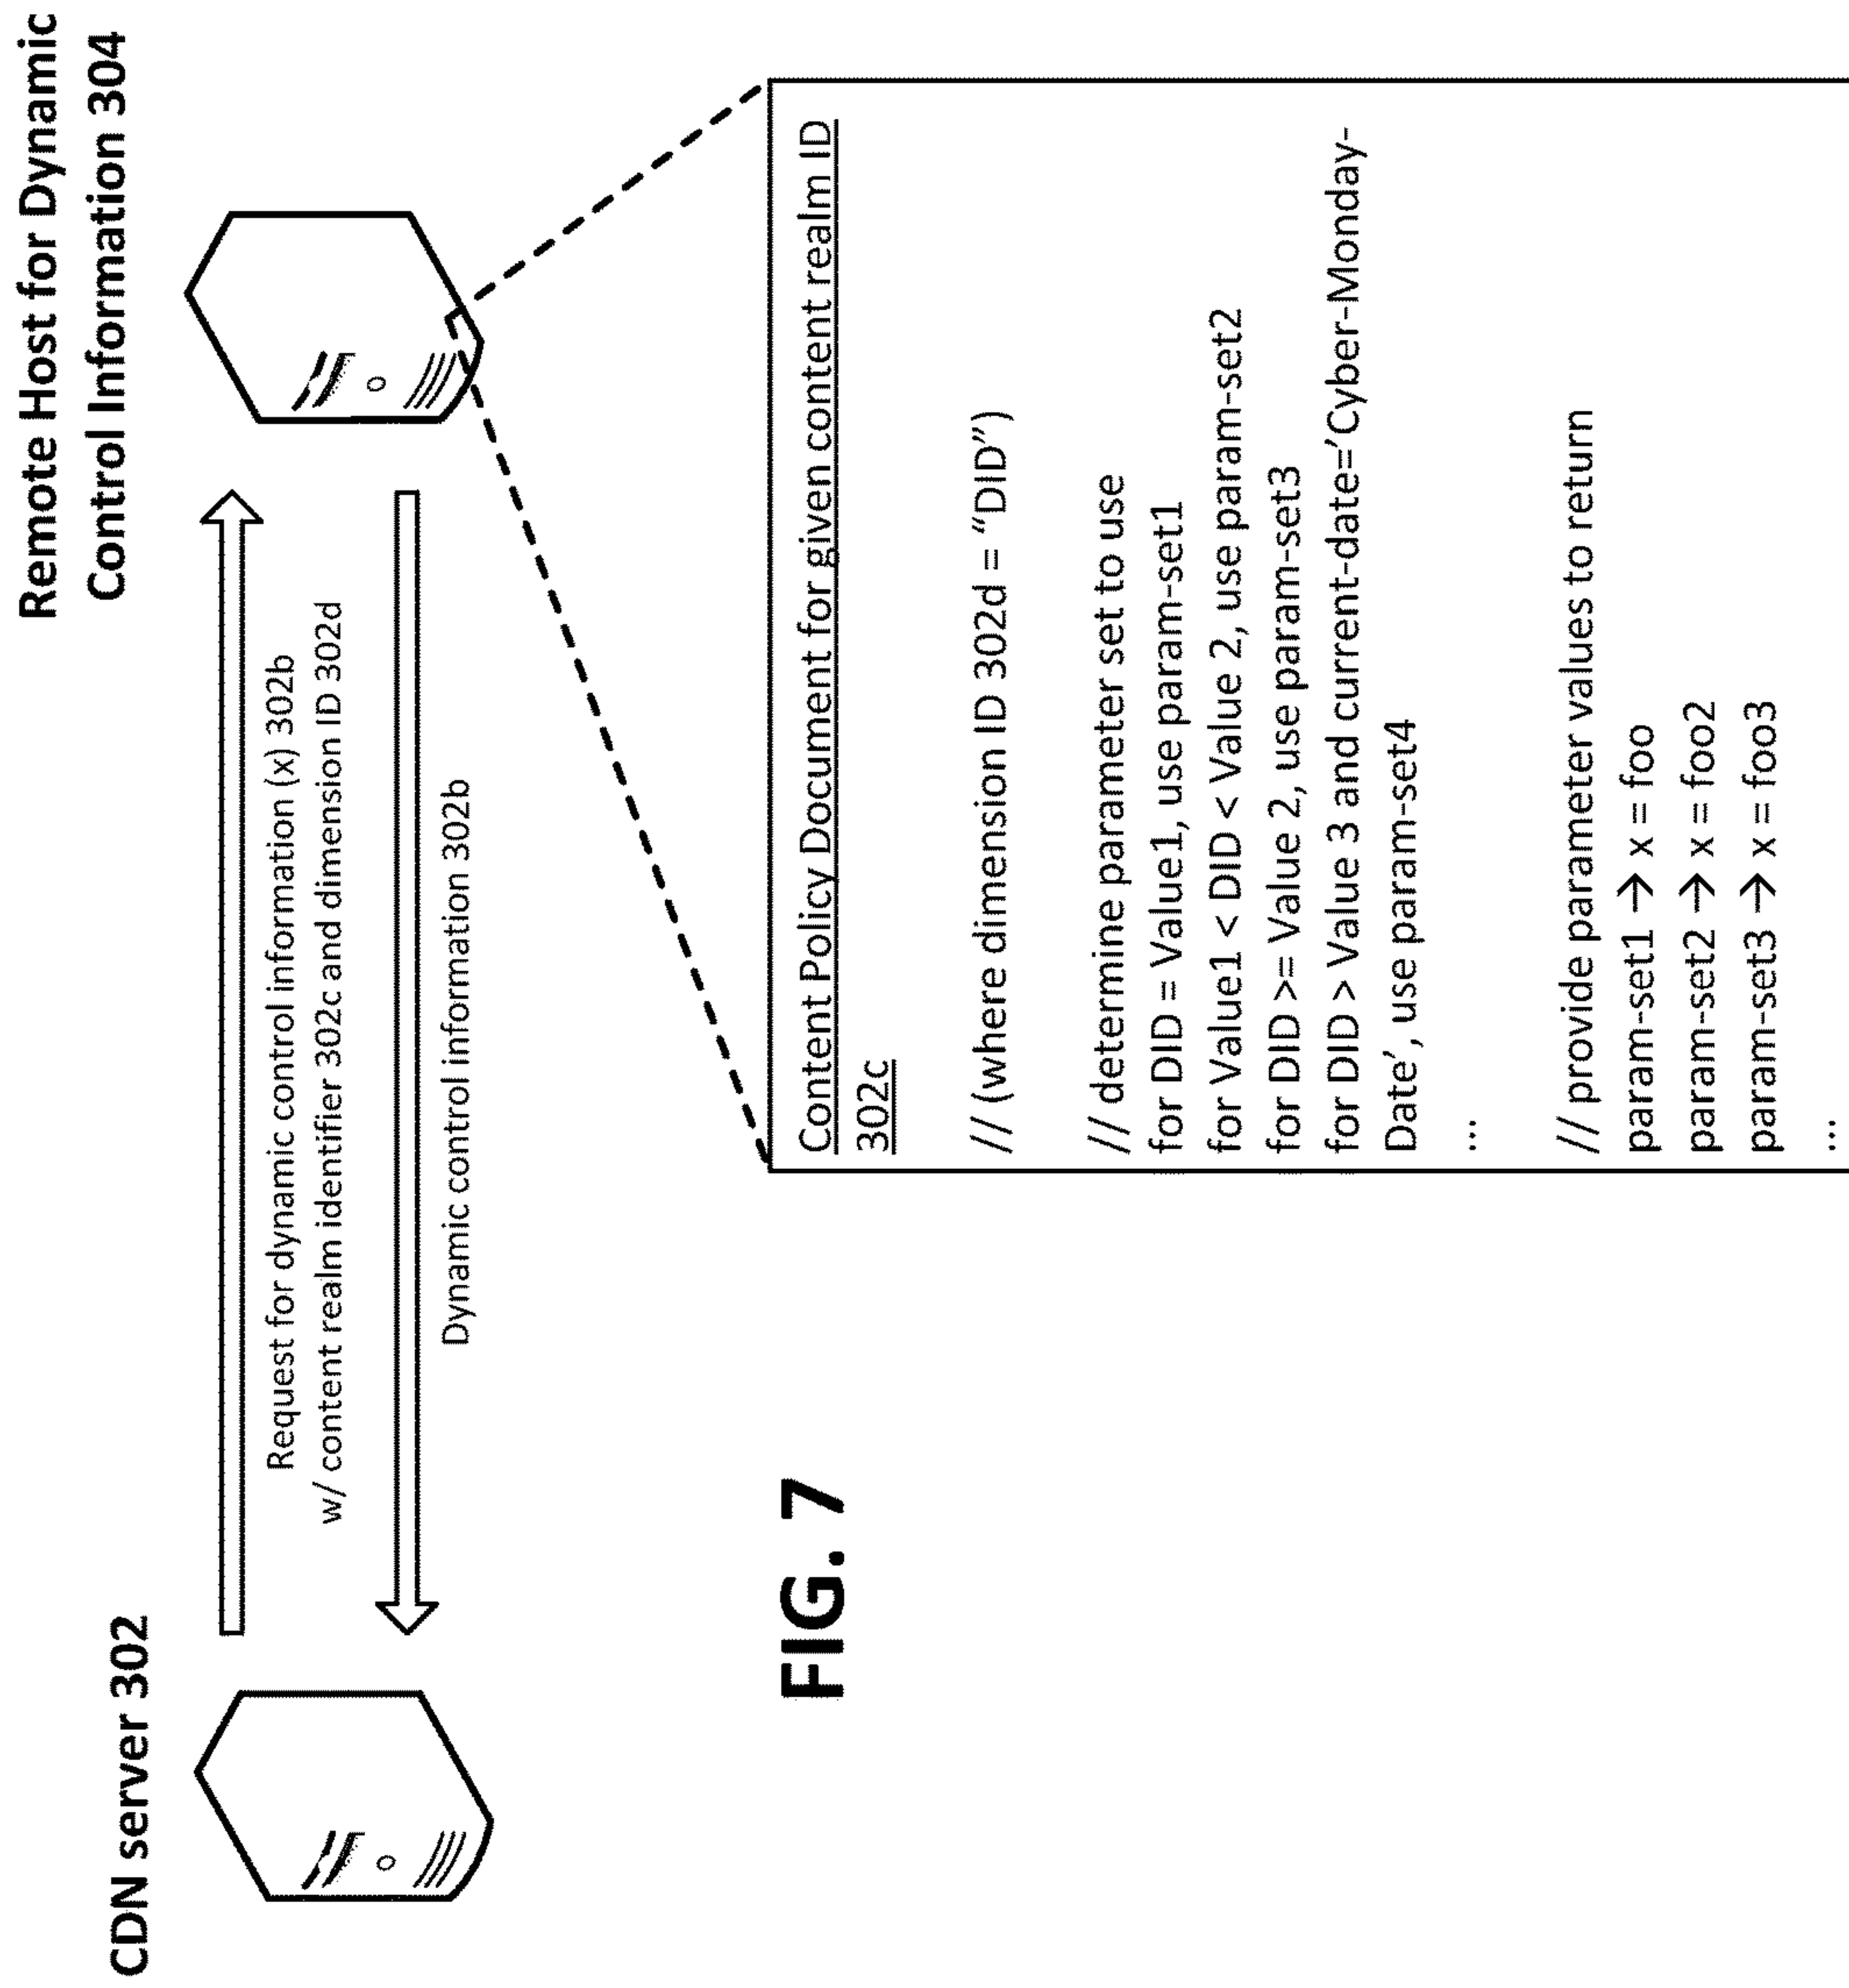 Remote Host for Dynamic
Control Information 304
CDN server 302
Request for dynamic control information (x) 302b
w/ content realm identifier 302c and dimension ID 302d
Dynamic control information 302b
FIG. 7
Content Policy Document for given content realm ID
302c
// (where dimension ID 302d = “DID”)
// determine parameter set to use
for DID = Value1, use param-set1
for Value1 < DID < Value 2, use param-set2
for DID >= Value 2, use param-set3
for DID > Value 3 and current-date=’Cyber-Monday-
Date’, use param-set4
...
// provide parameter values to return
param-set1 → x = foo
param-set2 → x = foo2
param-set3 → x = foo3
...